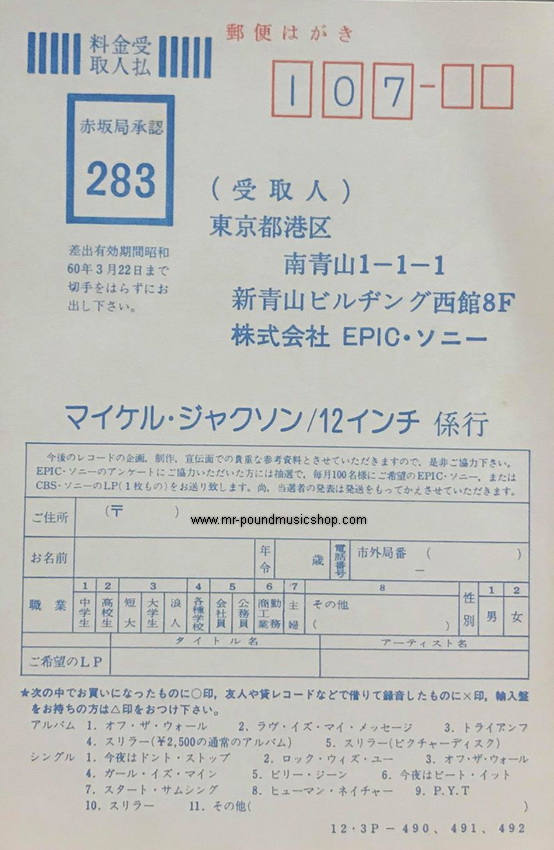 郵便はがき
料金受
取人払
107-
赤坂局承認
283
差出有効期間昭和
60年3月22日まで
切手をはらずにお
出し下さい。
(受取人)
東京都港区
南青山1-1-1
新青山ビルヂング西館8F
株式会社 EPIC・ソニー
マイケル・ジャクソン/12インチ 係行
今後のレコードの企画, 制作, 宣伝面での貴重な参考資料とさせていただきますので, 是非ご協力下さい。
EPIC・ソニーのアンケートにご協力いただいた方には抽選で, 毎月100名様にご希望のEPIC・ソニー, または
CBS・ソニーのLP(1枚もの)をお送り致します。尚, 当選者の発表は発送をもってかえさせていただきます。
ご住所 (〒 )
www.mr-poundmusicshop.com
お名前 年令 歳 電話番号 市外局番 ( ) ー
職業 1 中学生 2 高校生 3 短大 大学生 浪人 4 各種学校 5 会社員 公務員 6 商工業 勤務 7 主婦 8 その他 ( ) 性別 1 男 2 女
タイトル名 アーティスト名
ご希望のLP
★次の中でお買いになったものに○印, 友人や貸レコードなどで借りて録音したものに×印, 輸入盤
をお持ちの方は△印をおつけ下さい。
アルバム 1. オフ・ザ・ウォール 2. ラヴ・イズ・マイ・メッセージ 3. トライアンフ
4. スリラー(¥2,500の通常のアルバム) 5. スリラー(ピクチャーディスク)
シングル 1. 今夜はドント・ストップ 2. ロック・ウィズ・ユー 3. オフ・ザ・ウォール
4. ガール・イズ・マイン 5. ビリー・ジーン 6. 今夜はビート・イット
7. スタート・サムシング 8. ヒューマン・ネイチャー 9. P.Y.T
10. スリラー 11. その他( )
12・3P－490、491、492